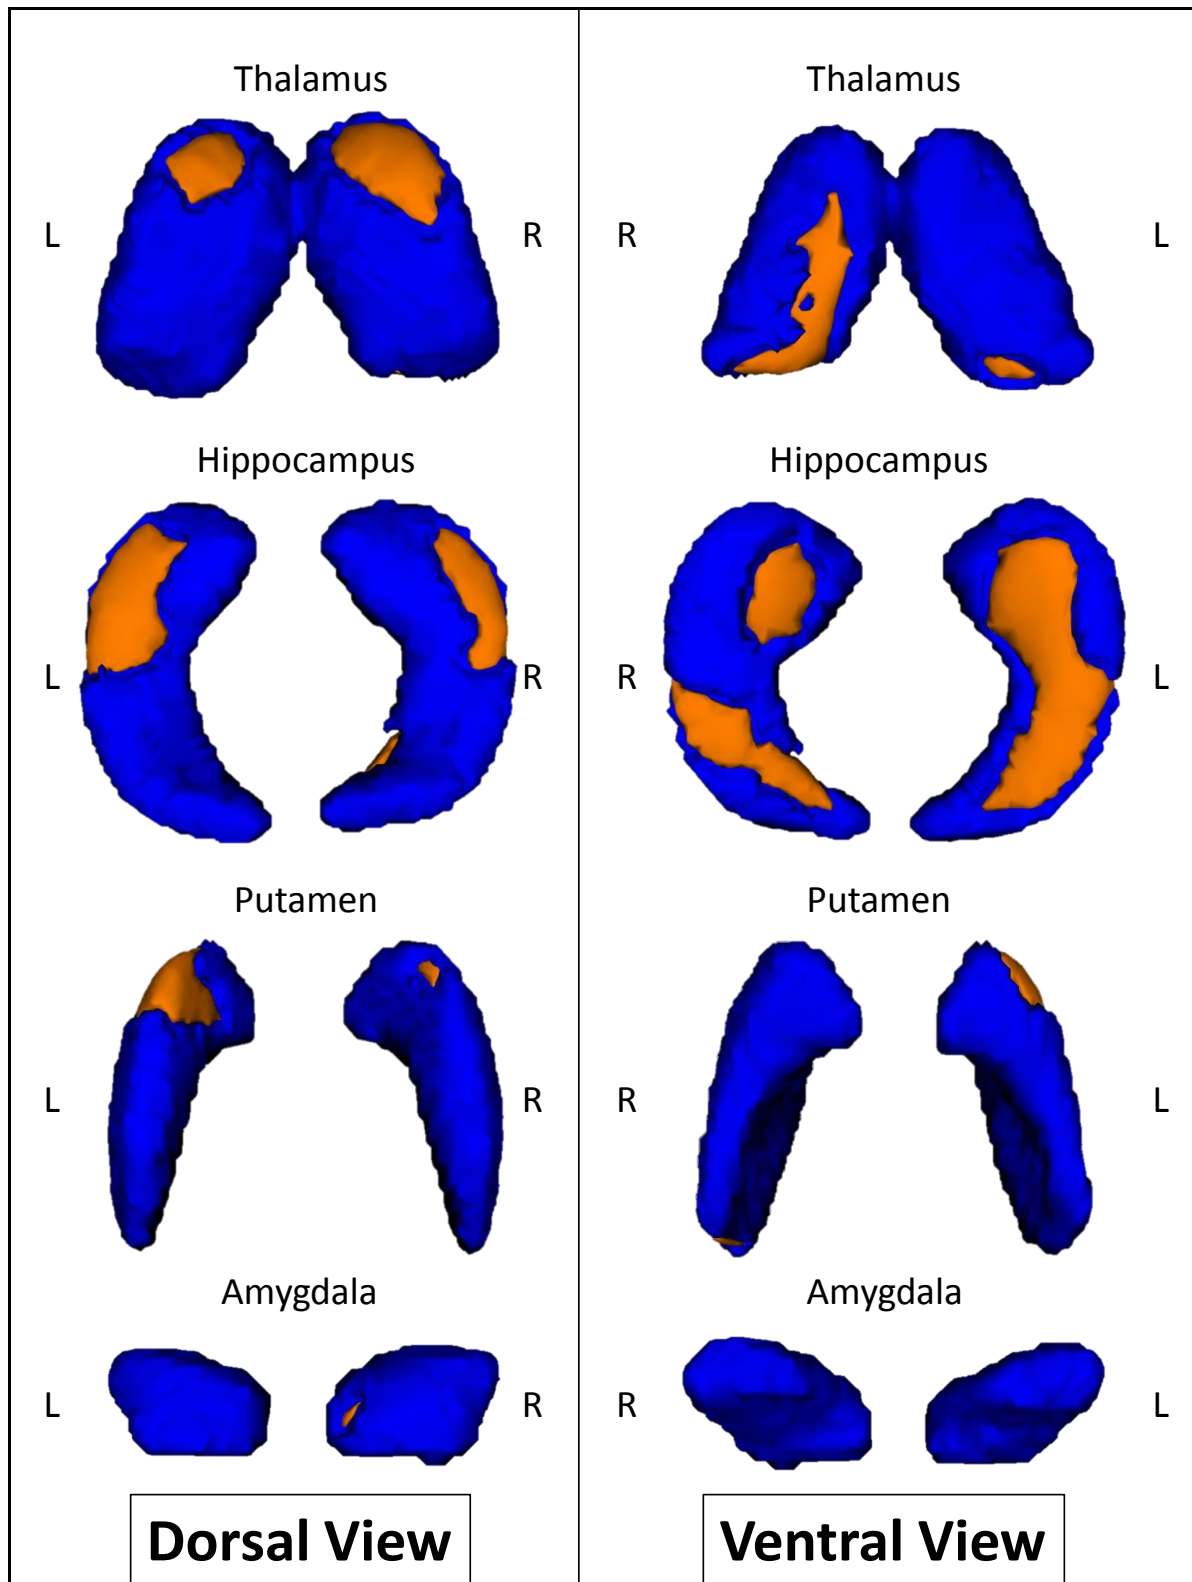 Thalamus
L
R
Hippocampus
L
R
Putamen
L
R
Amygdala
L
R
Dorsal View
Thalamus
R
L
Hippocampus
R
L
Putamen
R
L
Amygdala
R
L
Ventral View